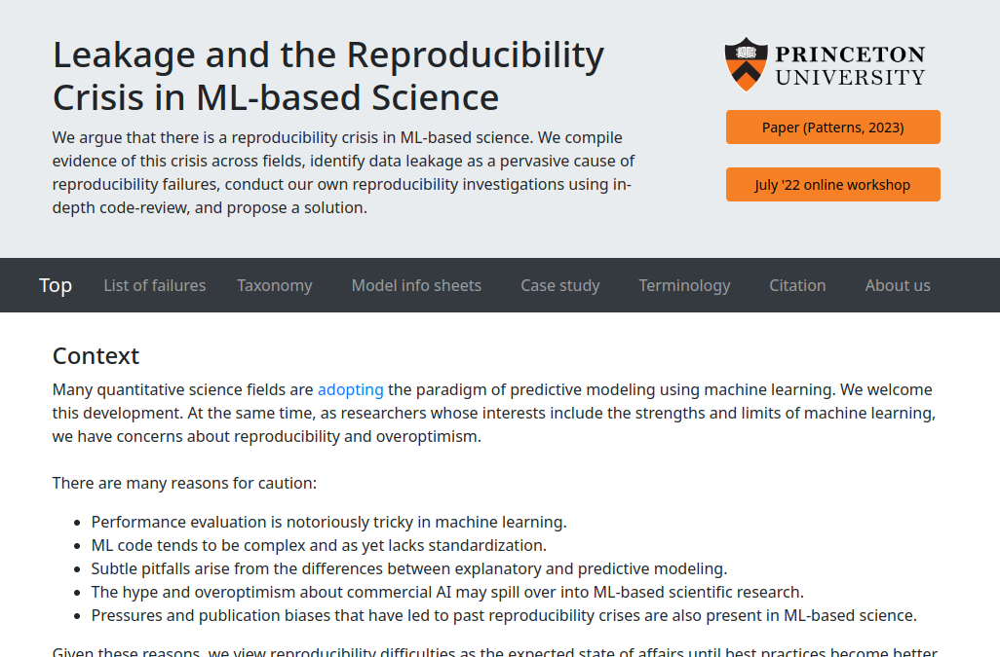 Leakage and the Reproducibility
Crisis in ML-based Science
We argue that there is a reproducibility crisis in ML-based science. We compile
evidence of this crisis across fields, identify data leakage as a pervasive cause of
reproducibility failures, conduct our own reproducibility investigations using in-
depth code-review, and propose a solution.
PRINCETON
UNIVERSITY
Paper (Patterns, 2023)
July '22 online workshop
Top List of failures Taxonomy Model info sheets Case study Terminology Citation About us
Context
Many quantitative science fields are adopting the paradigm of predictive modeling using machine learning. We welcome
this development. At the same time, as researchers whose interests include the strengths and limits of machine learning,
we have concerns about reproducibility and overoptimism.
There are many reasons for caution:
• Performance evaluation is notoriously tricky in machine learning.
• ML code tends to be complex and as yet lacks standardization.
• Subtle pitfalls arise from the differences between explanatory and predictive modeling.
• The hype and overoptimism about commercial AI may spill over into ML-based scientific research.
• Pressures and publication biases that have led to past reproducibility crises are also present in ML-based science.
Given these reasons, we view reproducibility difficulties as the expected state of affairs until best practices become better